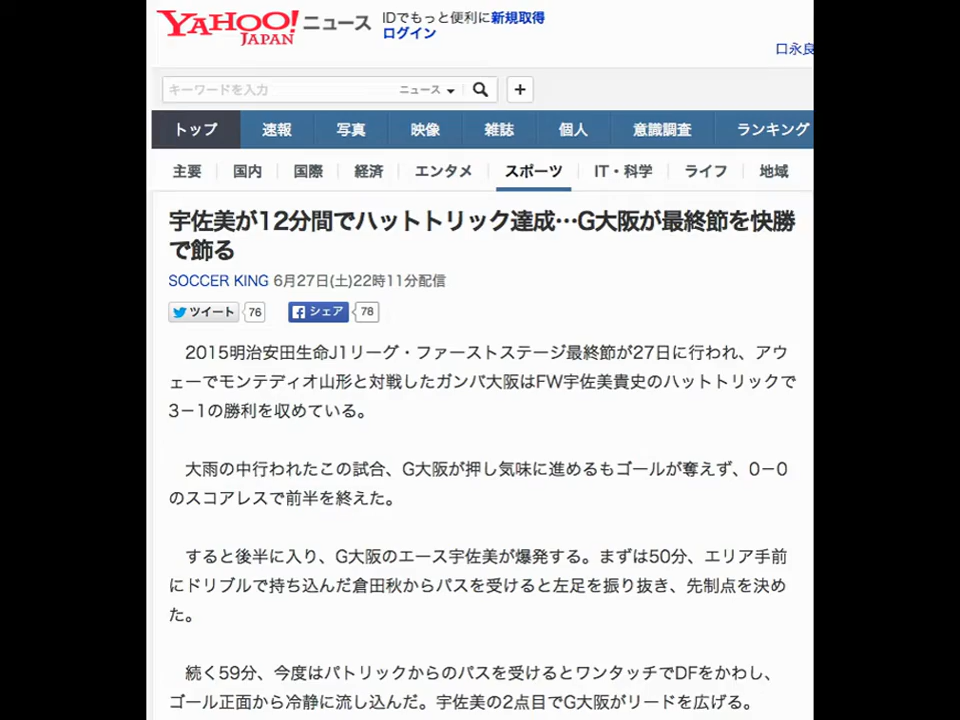 YAHOO!
JAPAN
ニュース
IDでもっと便利に新規取得
ログイン
口永良
キーワードを入力
ニュース
トップ 速報 写真 映像 雑誌 個人 意識調査 ランキング
主要 国内 国際 経済 エンタメ スポーツ IT・科学 ライフ 地域
宇佐美が12分間でハットトリック達成…G大阪が最終節を快勝
で飾る
SOCCER KING 6月27日(土)22時11分配信
ツイート 76 シェア 78
2015明治安田生命J1リーグ・ファーストステージ最終節が27日に行われ、アウ
ェーでモンテディオ山形と対戦したガンバ大阪はFW宇佐美貴史のハットトリックで
3－1の勝利を収めている。
大雨の中行われたこの試合、G大阪が押し気味に進めるもゴールが奪えず、0－0
のスコアレスで前半を終えた。
すると後半に入り、G大阪のエース宇佐美が爆発する。まずは50分、エリア手前
にドリブルで持ち込んだ倉田秋からパスを受けると左足を振り抜き、先制点を決め
た。
続く59分、今度はパトリックからのパスを受けるとワンタッチでDFをかわし、
ゴール正面から冷静に流し込んだ。宇佐美の2点目でG大阪がリードを広げる。